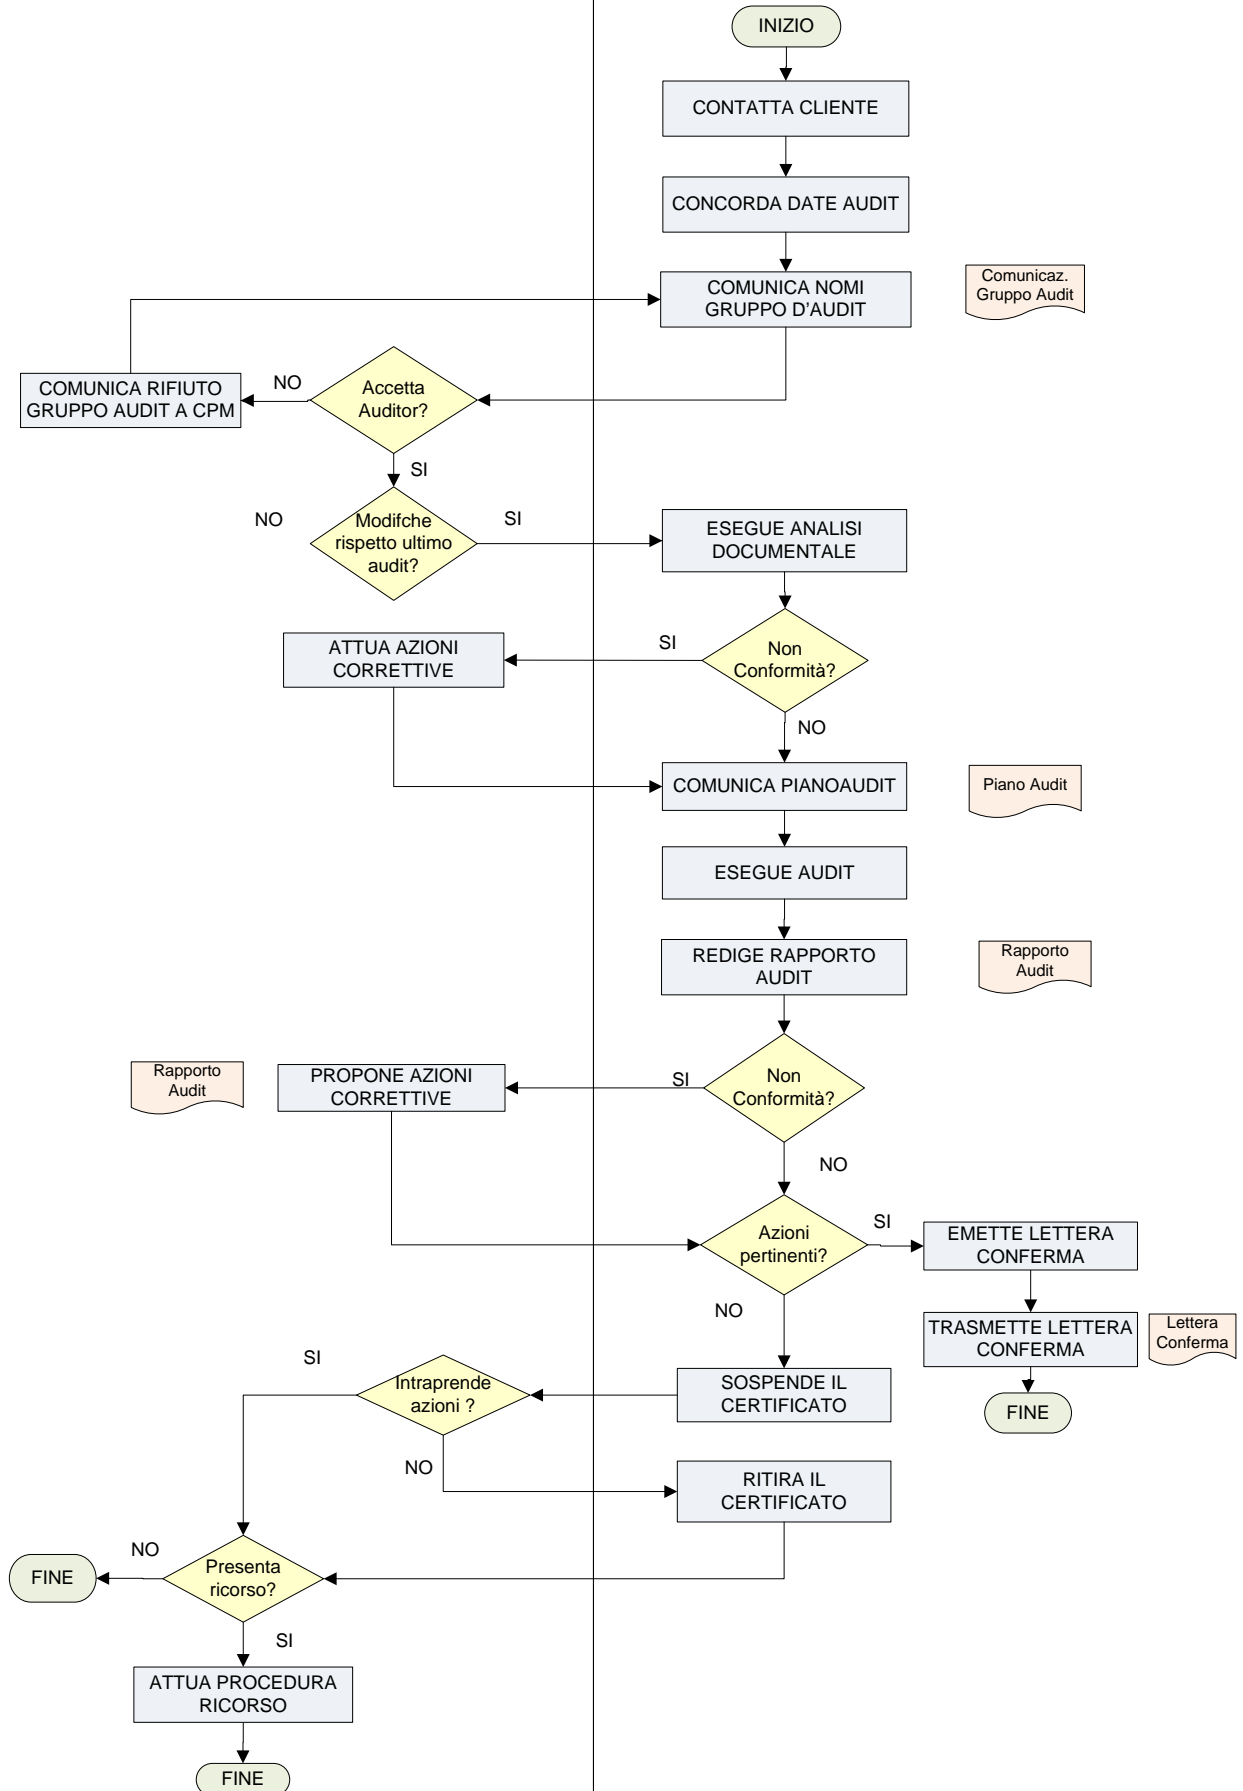 INIZIO
CONTATTA CLIENTE
CONCORDA DATE AUDIT
COMUNICA NOMI
GRUPPO D'AUDIT
Comunicaz.
Gruppo Audit
COMUNICA RIFIUTO
GRUPPO AUDIT A CPM
NO
Accetta
Auditor?
SI
NO
Modifche
rispetto ultimo
audit?
SI
ESEGUE ANALISI
DOCUMENTALE
ATTUA AZIONI
CORRETTIVE
SI
Non
Conformità?
NO
COMUNICA PIANOAUDIT
Piano Audit
ESEGUE AUDIT
REDIGE RAPPORTO
AUDIT
Rapporto
Audit
Rapporto
Audit
PROPONE AZIONI
CORRETTIVE
SI
Non
Conformità?
NO
Azioni
pertinenti?
SI
EMETTE LETTERA
CONFERMA
NO
TRASMETTE LETTERA
CONFERMA
Lettera
Conferma
SI
Intraprende
azioni ?
SOSPENDE IL
CERTIFICATO
FINE
NO
RITIRA IL
CERTIFICATO
FINE
NO
Presenta
ricorso?
SI
ATTUA PROCEDURA
RICORSO
FINE